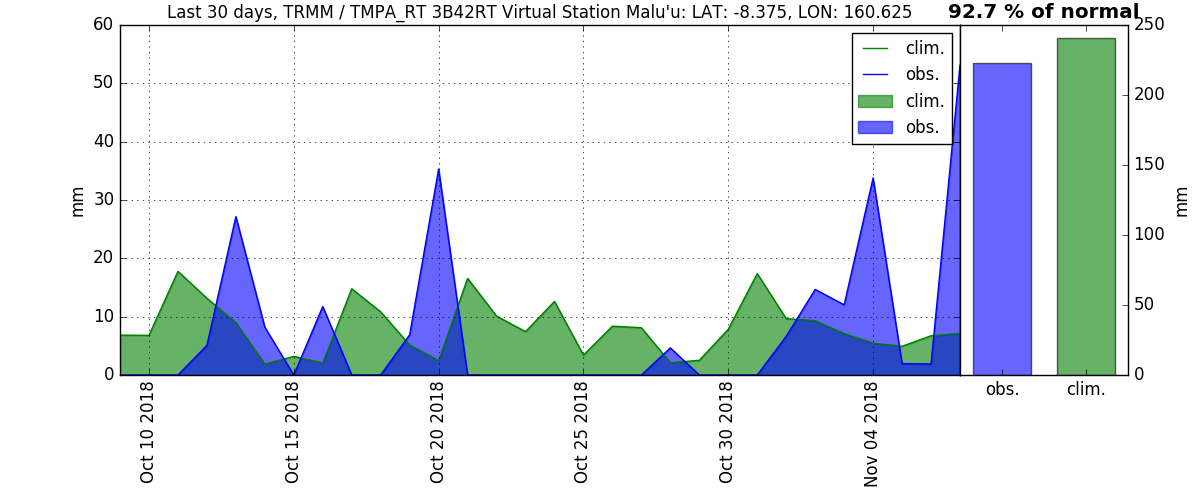 Last 30 days, TRMM / TMPA_RT 3B42RT Virtual Station Malu'u: LAT: -8.375, LON: 160.625
92.7 % of normal
60
50
40
30
20
10
0
mm
clim.
obs.
clim.
obs.
250
200
150
100
50
0
mm
obs.
clim.
Oct 10 2018
Oct 15 2018
Oct 20 2018
Oct 25 2018
Oct 30 2018
Nov 04 2018